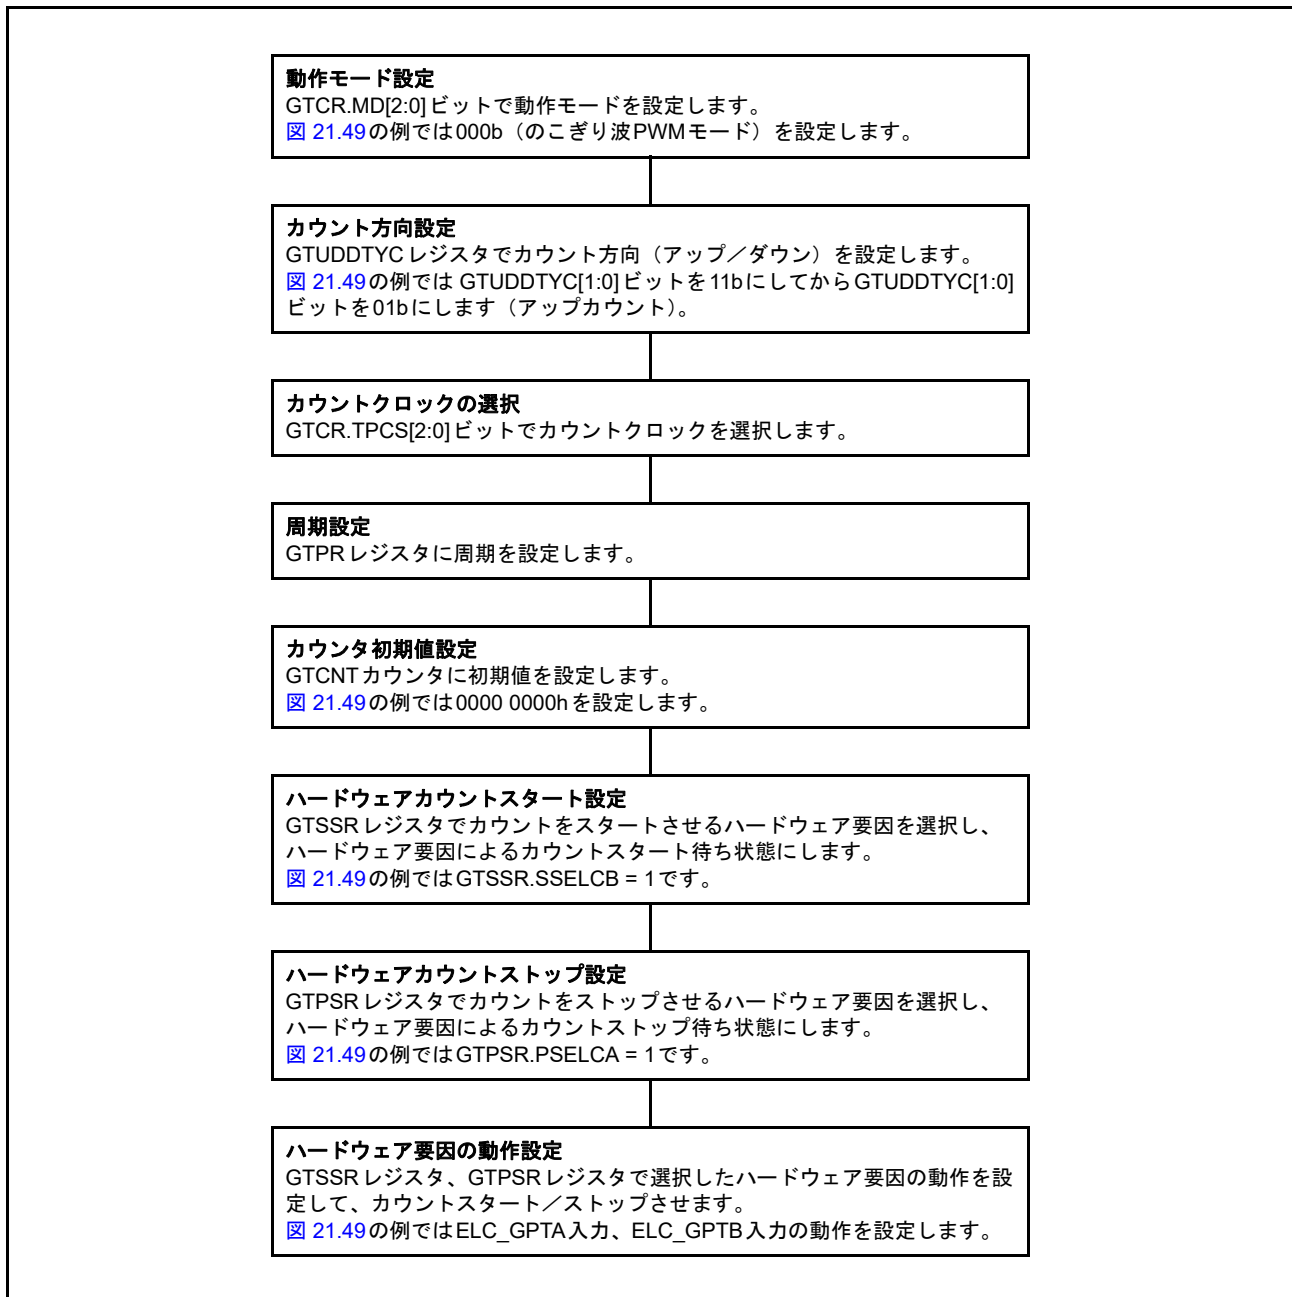 動作モード設定
GTCR.MD[2:0]ビットで動作モードを設定します。
図 21.49の例では000b（のこぎり波PWMモード）を設定します。
カウント方向設定
GTUDDTYCレジスタでカウント方向（アップ／ダウン）を設定します。
図 21.49の例では GTUDDTYC[1:0]ビットを11bにしてからGTUDDTYC[1:0]
ビットを01bにします（アップカウント）。
カウントクロックの選択
GTCR.TPCS[2:0]ビットでカウントクロックを選択します。
周期設定
GTPRレジスタに周期を設定します。
カウンタ初期値設定
GTCNTカウンタに初期値を設定します。
図 21.49の例では0000 0000hを設定します。
ハードウェアカウントスタート設定
GTSSRレジスタでカウントをスタートさせるハードウェア要因を選択し、
ハードウェア要因によるカウントスタート待ち状態にします。
図 21.49の例ではGTSSR.SSELCB = 1です。
ハードウェアカウントストップ設定
GTPSRレジスタでカウントをストップさせるハードウェア要因を選択し、
ハードウェア要因によるカウントストップ待ち状態にします。
図 21.49の例ではGTPSR.PSELCA = 1です。
ハードウェア要因の動作設定
GTSSRレジスタ、GTPSRレジスタで選択したハードウェア要因の動作を設
定して、カウントスタート／ストップさせます。
図 21.49の例ではELC_GPTA入力、ELC_GPTB入力の動作を設定します。